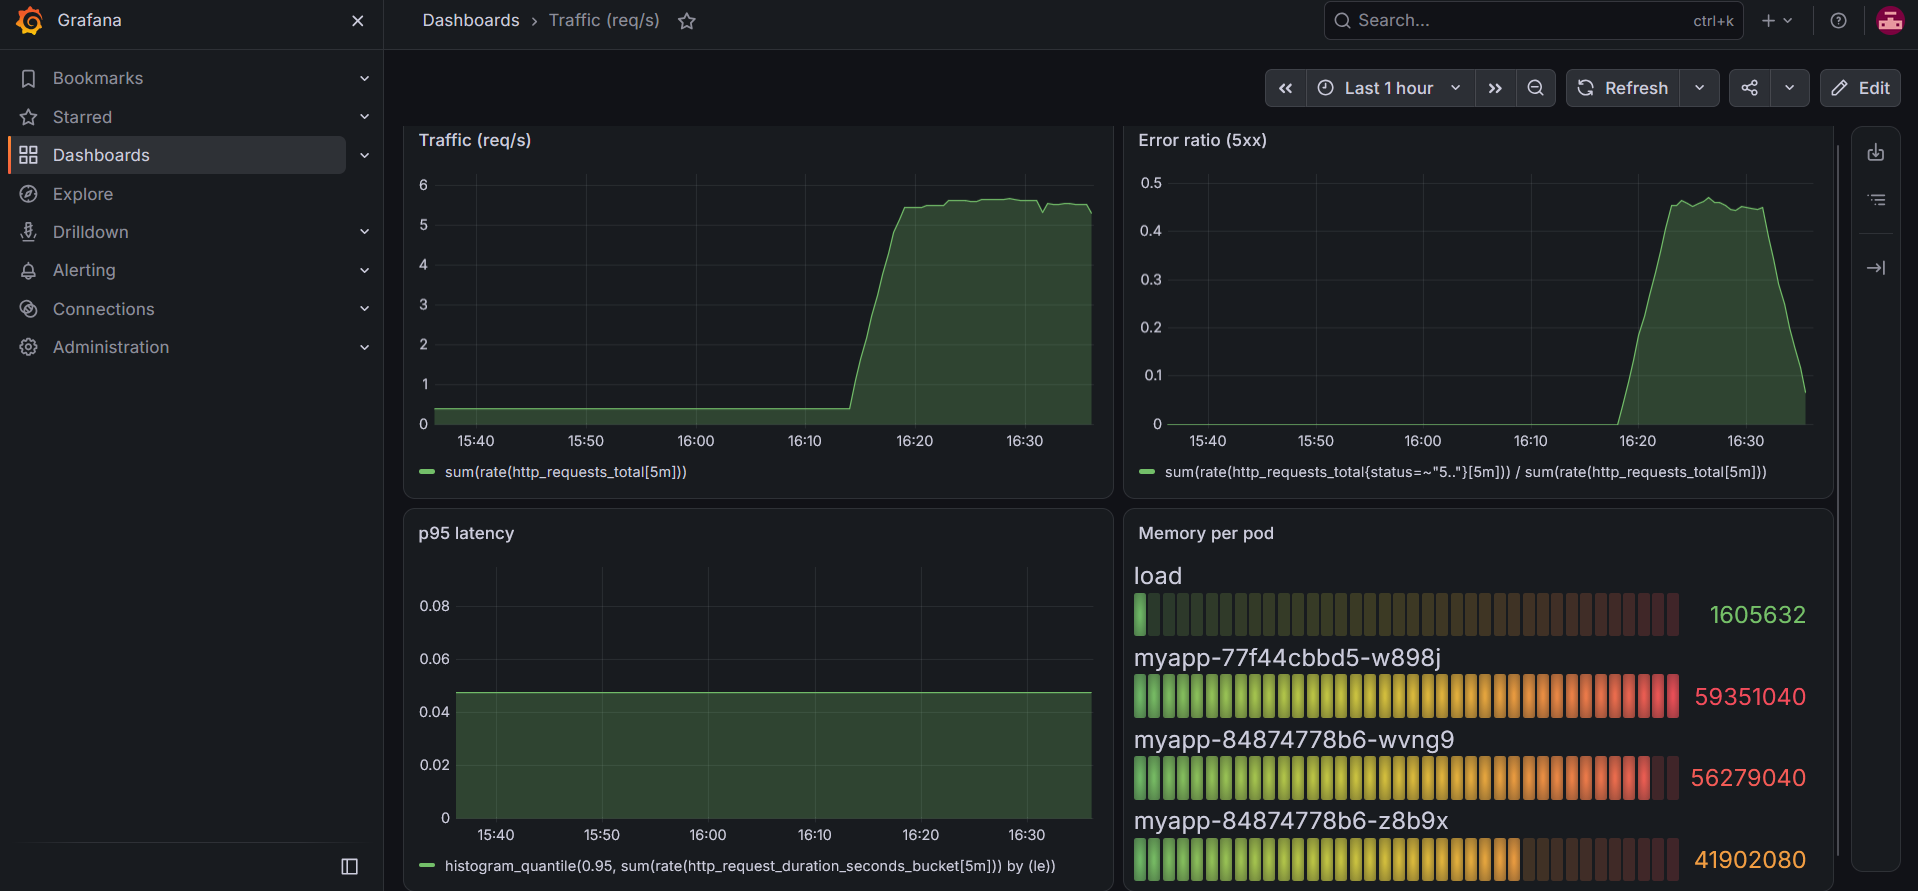 Grafana
Dashboards › Traffic (req/s)
Search...
ctrl+k
Bookmarks
Starred
Dashboards
Explore
Drilldown
Alerting
Connections
Administration
Last 1 hour
Refresh
Edit
Traffic (req/s)
6
5
4
3
2
1
0
15:40 15:50 16:00 16:10 16:20 16:30
sum(rate(http_requests_total[5m]))
Error ratio (5xx)
0.5
0.4
0.3
0.2
0.1
0
15:40 15:50 16:00 16:10 16:20 16:30
sum(rate(http_requests_total{status=~"5.."}[5m])) / sum(rate(http_requests_total[5m]))
p95 latency
0.08
0.06
0.04
0.02
0
15:40 15:50 16:00 16:10 16:20 16:30
histogram_quantile(0.95, sum(rate(http_request_duration_seconds_bucket[5m])) by (le))
Memory per pod
load
1605632
myapp-77f44cbbd5-w898j
59351040
myapp-84874778b6-wvng9
56279040
myapp-84874778b6-z8b9x
41902080